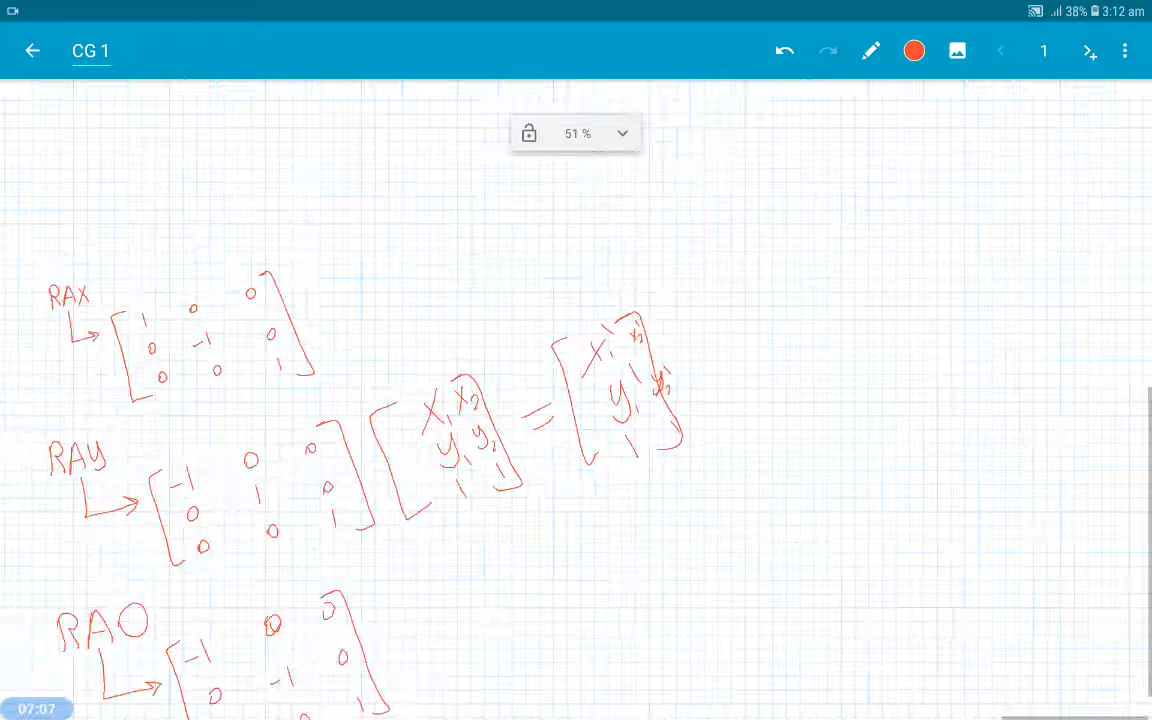 38% 3:12 am
CG 1
1
51 %
RAX
1 0 0
0 -1 0
0 0 1
RAY
-1 0 0
0 1 0
0 0 1
x₁ x₂
y₁ y₂
1 1
=
x₁' x₂'
y₁' y₂'
1 1
RAO
-1 0 0
0 -1 0
1
07:07